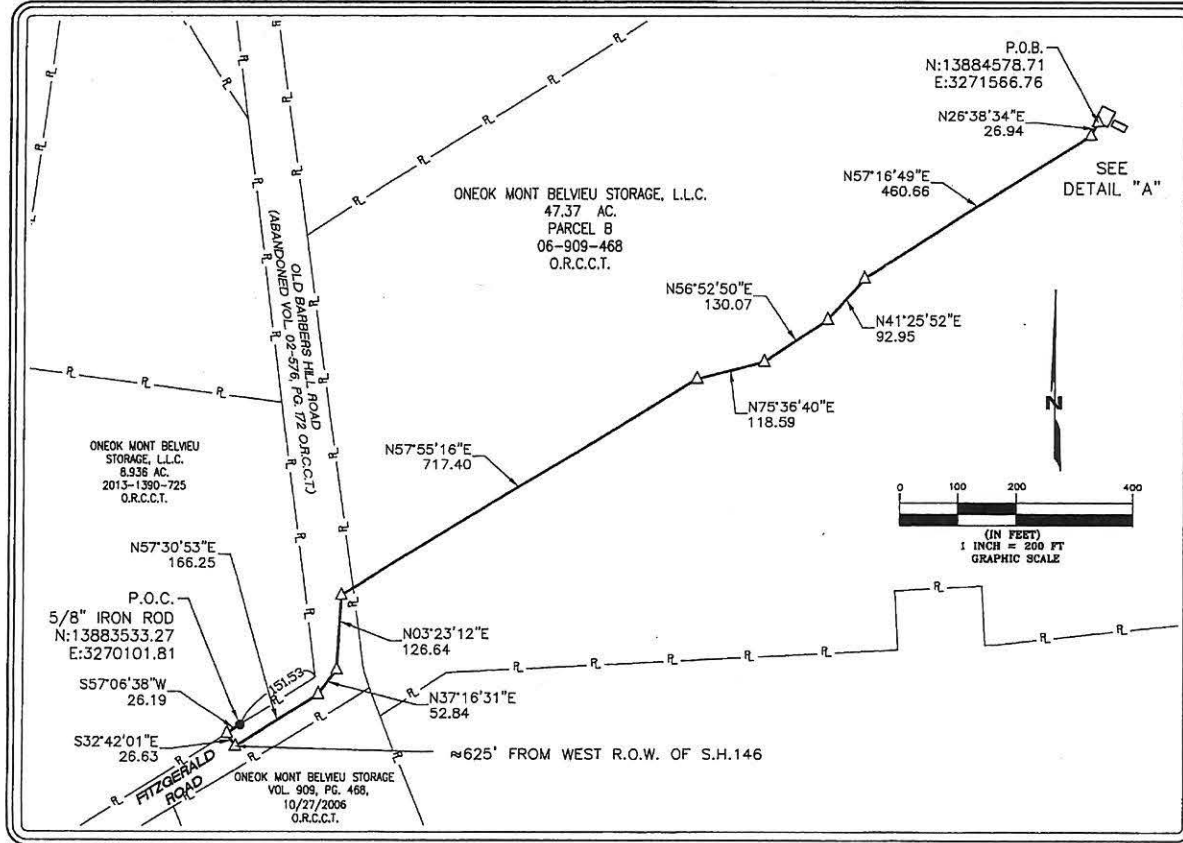 P.O.B.
N:13884578.71
E:3271566.76
N26°38'34"E
26.94
SEE
DETAIL "A"
N57°16'49"E
460.66
ONEOK MONT BELVIEU STORAGE, L.L.C.
47.37 AC.
PARCEL B
06-909-468
O.R.C.C.T.
OLD BARBERS HILL ROAD
(ABANDONED VOL. 02-576, PG. 172 O.R.C.C.T.)
N56°52'50"E
130.07
N41°25'52"E
92.95
N75°36'40"E
118.59
N
ONEOK MONT BELVIEU
STORAGE, L.L.C.
8.936 AC.
2013-1390-725
O.R.C.C.T.
N57°55'16"E
717.40
0 100 200 400
(IN FEET)
1 INCH = 200 FT
GRAPHIC SCALE
N57°30'53"E
166.25
P.O.C.
5/8" IRON ROD
N:13883533.27
E:3270101.81
N03°23'12"E
126.64
151.53
S57°06'38"W
26.19
N37°16'31"E
52.84
S32°42'01"E
26.63
≈625' FROM WEST R.O.W. OF S.H.146
FITZGERALD
ROAD
ONEOK MONT BELVIEU STORAGE
VOL. 909, PG. 468,
10/27/2006
O.R.C.C.T.